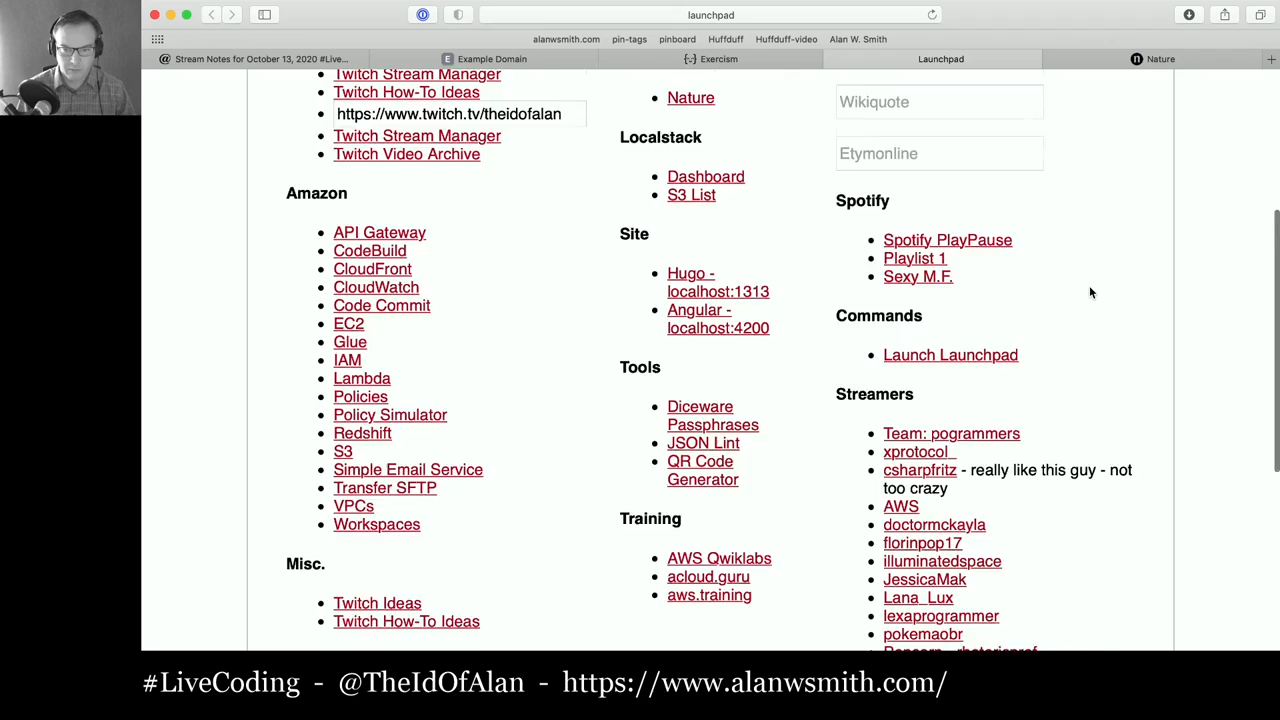 launchpad
alanwsmith.com pin-tags pinboard Huffduff Huffduff-video Alan W. Smith
@ Stream Notes for October 13, 2020 #Live...
E Example Domain
Exercism
Launchpad
n Nature
Twitch Stream Manager
Twitch How-To Ideas
https://www.twitch.tv/theidofalan
Twitch Stream Manager
Twitch Video Archive
Amazon
API Gateway
CodeBuild
CloudFront
CloudWatch
Code Commit
EC2
Glue
IAM
Lambda
Policies
Policy Simulator
Redshift
S3
Simple Email Service
Transfer SFTP
VPCs
Workspaces
Misc.
Twitch Ideas
Twitch How-To Ideas
Nature
Localstack
Dashboard
S3 List
Site
Hugo -
localhost:1313
Angular -
localhost:4200
Tools
Diceware
Passphrases
JSON Lint
QR Code
Generator
Training
AWS Qwiklabs
acloud.guru
aws.training
Wikiquote
Etymonline
Spotify
Spotify PlayPause
Playlist 1
Sexy M.F.
Commands
Launch Launchpad
Streamers
Team: pogrammers
xprotocol_
csharpfritz - really like this guy - not
too crazy
AWS
doctormckayla
florinpop17
illuminatedspace
JessicaMak
Lana_Lux
lexaprogrammer
pokemaobr
#LiveCoding - @TheIdOfAlan - https://www.alanwsmith.com/